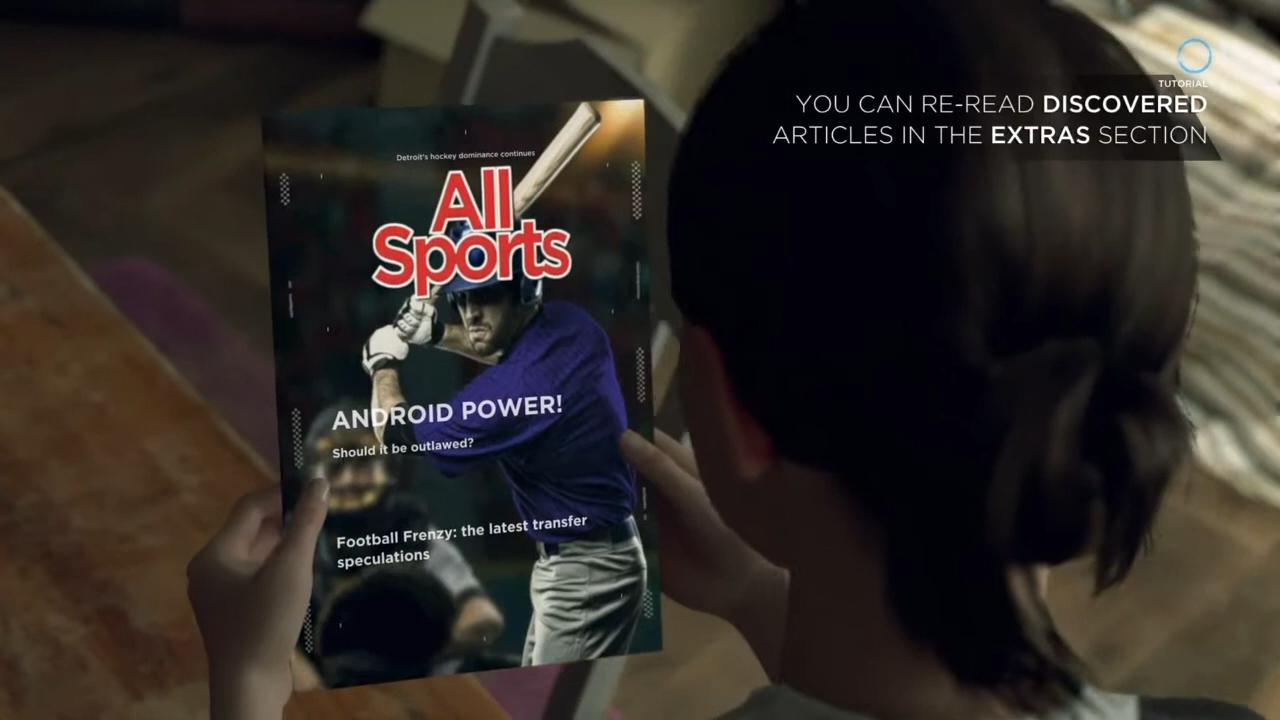 TUTORIAL
YOU CAN RE-READ DISCOVERED
ARTICLES IN THE EXTRAS SECTION
Detroit's hockey dominance continues
All
Sports
ANDROID POWER!
Should it be outlawed?
Football Frenzy: the latest transfer
speculations